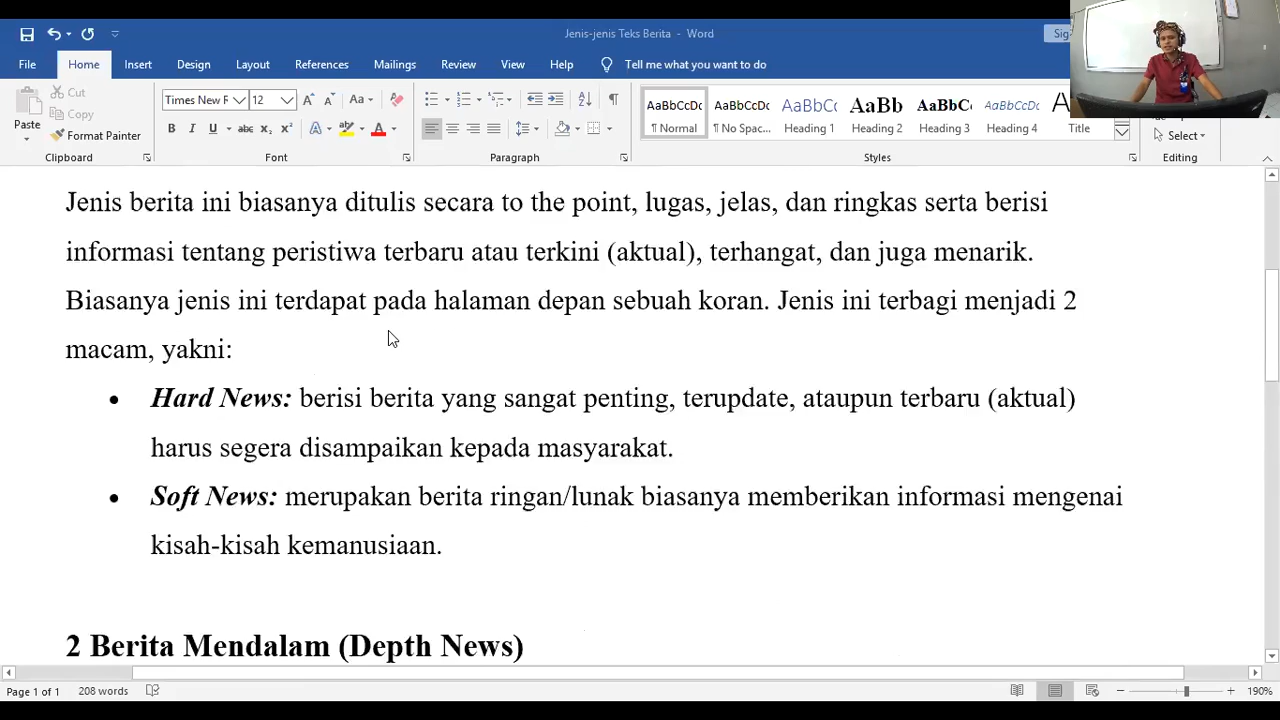 Jenis-jenis Teks Berita - Word
File Home Insert Design Layout References Mailings Review View Help Tell me what you want to do
Paste
Cut
Copy
Format Painter
Clipboard
Times New R 12
Font
Paragraph
AaBbCcDc AaBbCcDc AaBbCc AaBb AaBbC AaBbCcDc
¶ Normal ¶ No Spac... Heading 1 Heading 2 Heading 3 Heading 4 Title
Styles
Select
Editing
Jenis berita ini biasanya ditulis secara to the point, lugas, jelas, dan ringkas serta berisi
informasi tentang peristiwa terbaru atau terkini (aktual), terhangat, dan juga menarik.
Biasanya jenis ini terdapat pada halaman depan sebuah koran. Jenis ini terbagi menjadi 2
macam, yakni:
• Hard News: berisi berita yang sangat penting, terupdate, ataupun terbaru (aktual)
harus segera disampaikan kepada masyarakat.
• Soft News: merupakan berita ringan/lunak biasanya memberikan informasi mengenai
kisah-kisah kemanusiaan.
2 Berita Mendalam (Depth News)
Page 1 of 1 208 words 190%